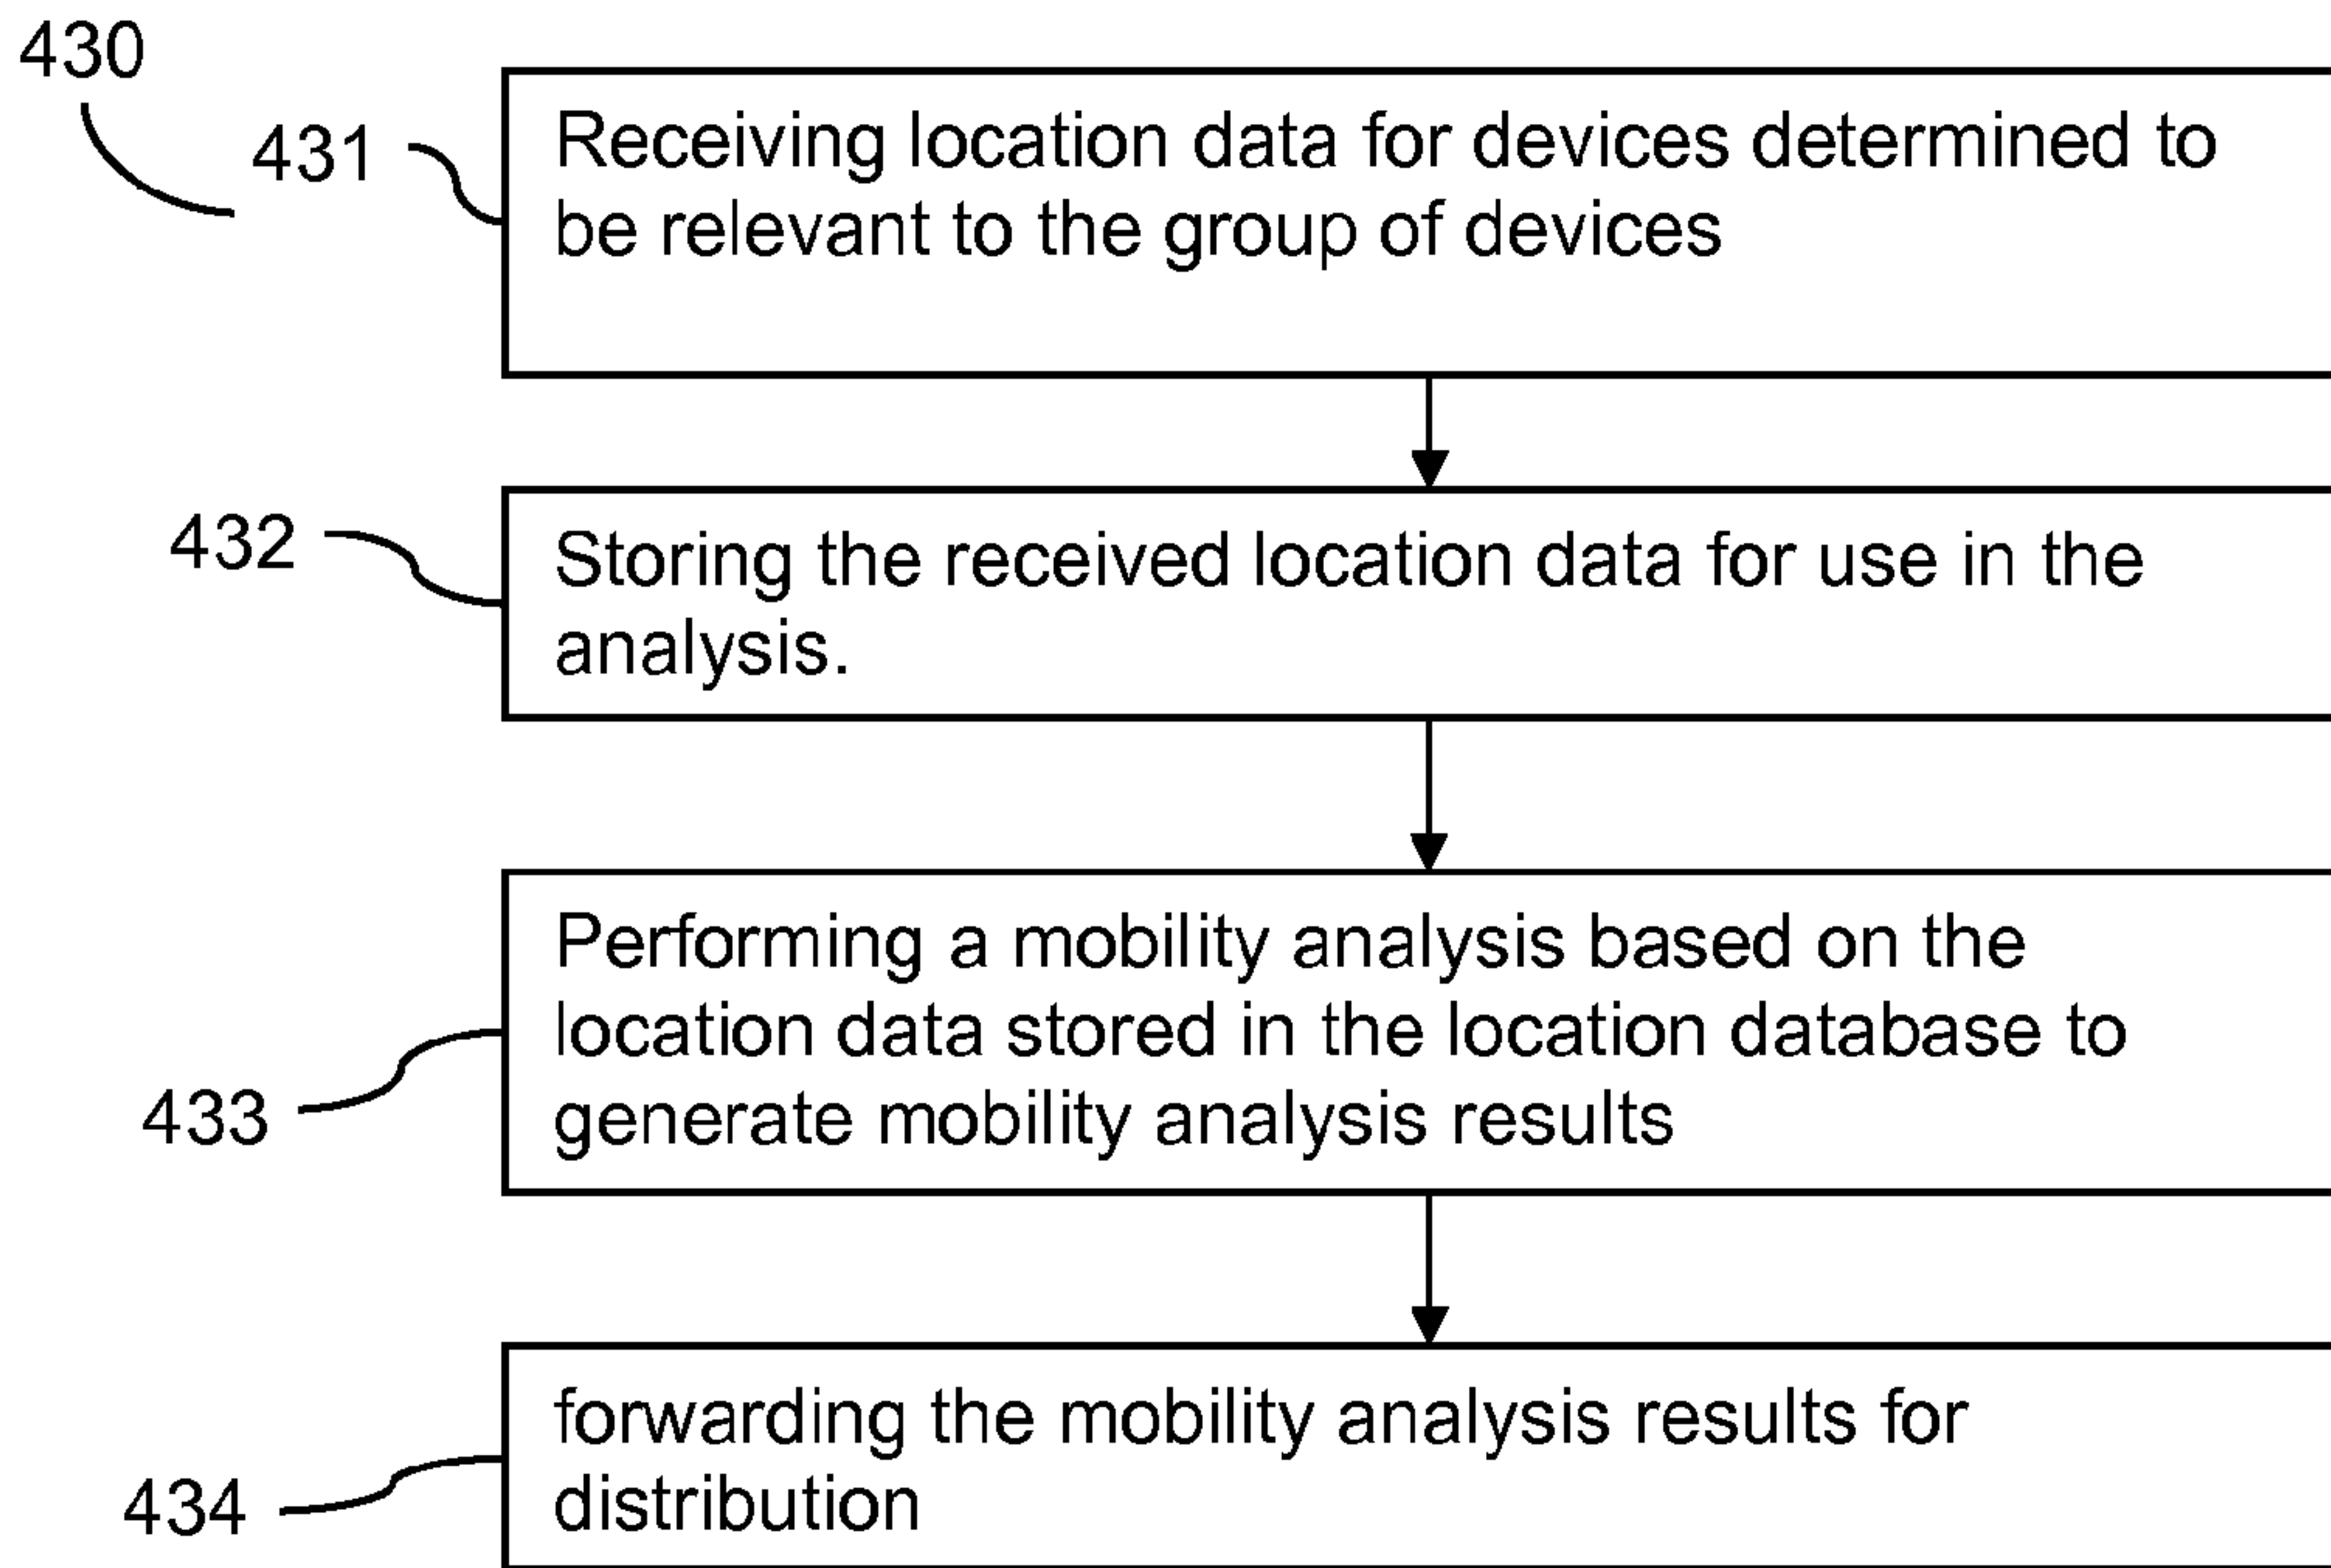 430
431
Receiving location data for devices determined to
be relevant to the group of devices
432
Storing the received location data for use in the
analysis.
433
Performing a mobility analysis based on the
location data stored in the location database to
generate mobility analysis results
434
forwarding the mobility analysis results for
distribution